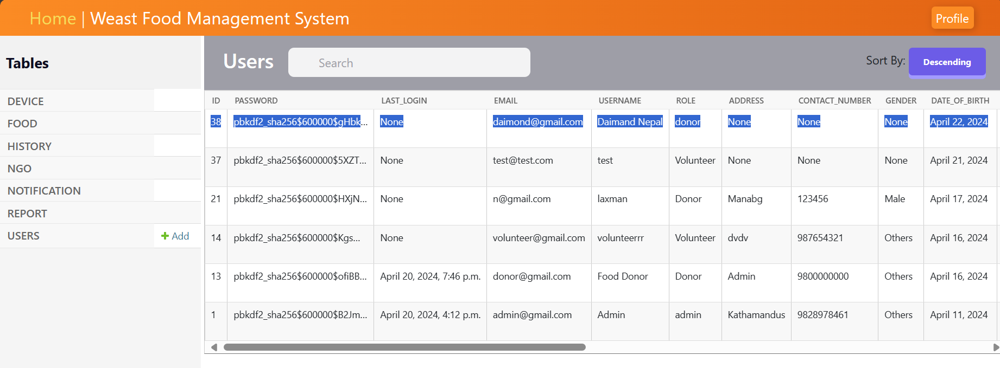 Home | Weast Food Management System
Profile
Tables
DEVICE
FOOD
HISTORY
NGO
NOTIFICATION
REPORT
USERS
Add
Users
Search
Sort By:
Descending
ID PASSWORD LAST_LOGIN EMAIL USERNAME ROLE ADDRESS CONTACT_NUMBER GENDER DATE_OF_BIRTH
38 pbkdf2_sha256$600000$gHbk... None daimond@gmail.com Daimand Nepal donor None None None April 22, 2024
37 pbkdf2_sha256$600000$5XZT... None test@test.com test Volunteer None None None April 21, 2024
21 pbkdf2_sha256$600000$HXjN... None n@gmail.com laxman Donor Manabg 123456 Male April 17, 2024
14 pbkdf2_sha256$600000$Kgs... None volunteer@gmail.com volunteerrr Volunteer dvdv 987654321 Others April 16, 2024
13 pbkdf2_sha256$600000$ofiBB... April 20, 2024, 7:46 p.m. donor@gmail.com Food Donor Donor Admin 9800000000 Others April 16, 2024
1 pbkdf2_sha256$600000$B2Jm... April 20, 2024, 4:12 p.m. admin@gmail.com Admin admin Kathamandus 9828978461 Others April 11, 2024